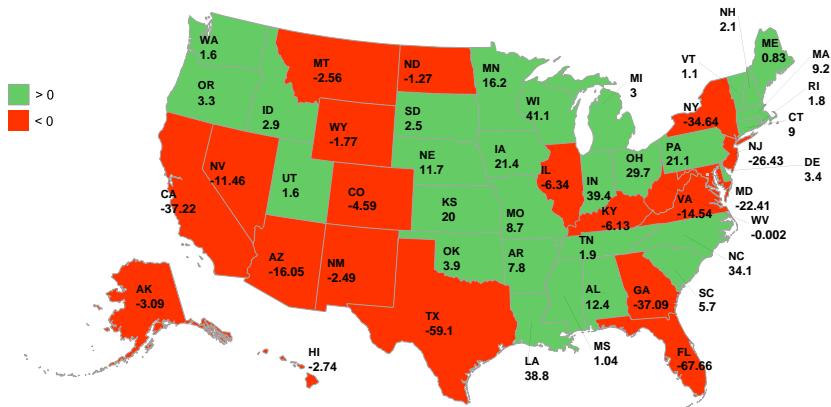 > 0
< 0
WA
1.6
OR
3.3
ID
2.9
MT
-2.56
ND
-1.27
MN
16.2
SD
2.5
WY
-1.77
NE
11.7
IA
21.4
WI
41.1
MI
3
NH
2.1
VT
1.1
ME
0.83
MA
9.2
RI
1.8
CT
9
NY
-34.64
PA
21.1
NJ
-26.43
DE
3.4
MD
-22.41
WV
-0.002
VA
-14.54
OH
29.7
IN
39.4
IL
-6.34
KY
-6.13
NV
-11.46
UT
1.6
CA
-37.22
CO
-4.59
KS
20
MO
8.7
AZ
-16.05
NM
-2.49
OK
3.9
AR
7.8
TN
1.9
NC
34.1
SC
5.7
GA
-37.09
AL
12.4
MS
1.04
LA
38.8
TX
-59.1
FL
-67.66
AK
-3.09
HI
-2.74